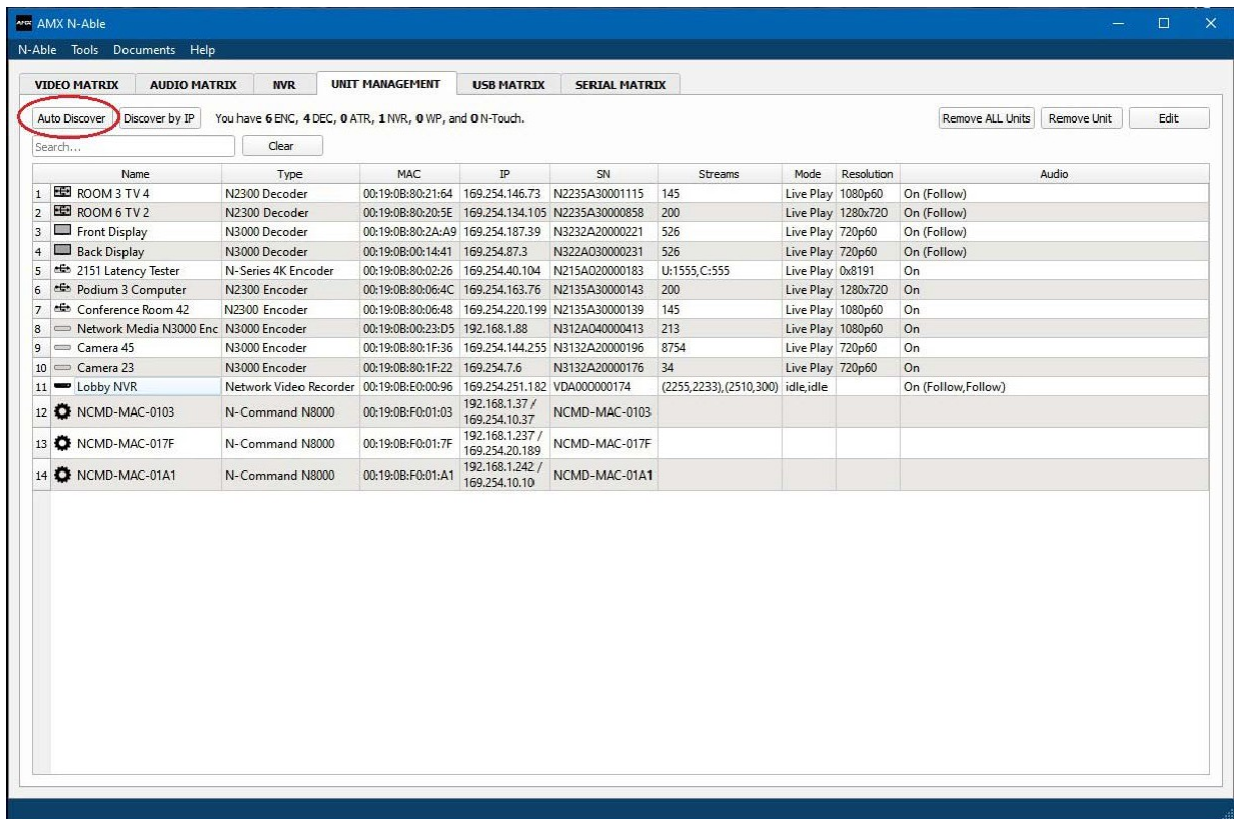 AMX AMX N-Able
N-Able Tools Documents Help
VIDEO MATRIX AUDIO MATRIX NVR UNIT MANAGEMENT USB MATRIX SERIAL MATRIX
Auto Discover Discover by IP You have 6 ENC, 4 DEC, 0 ATR, 1 NVR, 0 WP, and 0 N-Touch. Remove ALL Units Remove Unit Edit
Search... Clear
Name Type MAC IP SN Streams Mode Resolution Audio
1 ROOM 3 TV 4 N2300 Decoder 00:19:0B:80:21:64 169.254.146.73 N2235A30001115 145 Live Play 1080p60 On (Follow)
2 ROOM 6 TV 2 N2300 Decoder 00:19:0B:80:20:5E 169.254.134.105 N2235A30000858 200 Live Play 1280x720 On (Follow)
3 Front Display N3000 Decoder 00:19:0B:80:2A:A9 169.254.187.39 N3232A20000221 526 Live Play 720p60 On (Follow)
4 Back Display N3000 Decoder 00:19:0B:00:14:41 169.254.87.3 N322A030000231 526 Live Play 720p60 On (Follow)
5 2151 Latency Tester N-Series 4K Encoder 00:19:0B:80:02:26 169.254.40.104 N215A020000183 U:1555,C:555 Live Play 0x8191 On
6 Podium 3 Computer N2300 Encoder 00:19:0B:80:06:4C 169.254.163.76 N2135A30000143 200 Live Play 1280x720 On
7 Conference Room 42 N2300 Encoder 00:19:0B:80:06:48 169.254.220.199 N2135A30000139 145 Live Play 1080p60 On
8 Network Media N3000 Enc N3000 Encoder 00:19:0B:00:23:D5 192.168.1.88 N312A040000413 213 Live Play 1080p60 On
9 Camera 45 N3000 Encoder 00:19:0B:80:1F:36 169.254.144.255 N3132A20000196 8754 Live Play 720p60 On
10 Camera 23 N3000 Encoder 00:19:0B:80:1F:22 169.254.7.6 N3132A20000176 34 Live Play 720p60 On
11 Lobby NVR Network Video Recorder 00:19:0B:E0:00:96 169.254.251.182 VDA000000174 (2255,2233),(2510,300) idle,idle On (Follow,Follow)
12 NCMD-MAC-0103 N-Command N8000 00:19:0B:F0:01:03 192.168.1.37 / 169.254.10.37 NCMD-MAC-0103
13 NCMD-MAC-017F N-Command N8000 00:19:0B:F0:01:7F 192.168.1.237 / 169.254.20.189 NCMD-MAC-017F
14 NCMD-MAC-01A1 N-Command N8000 00:19:0B:F0:01:A1 192.168.1.242 / 169.254.10.10 NCMD-MAC-01A1